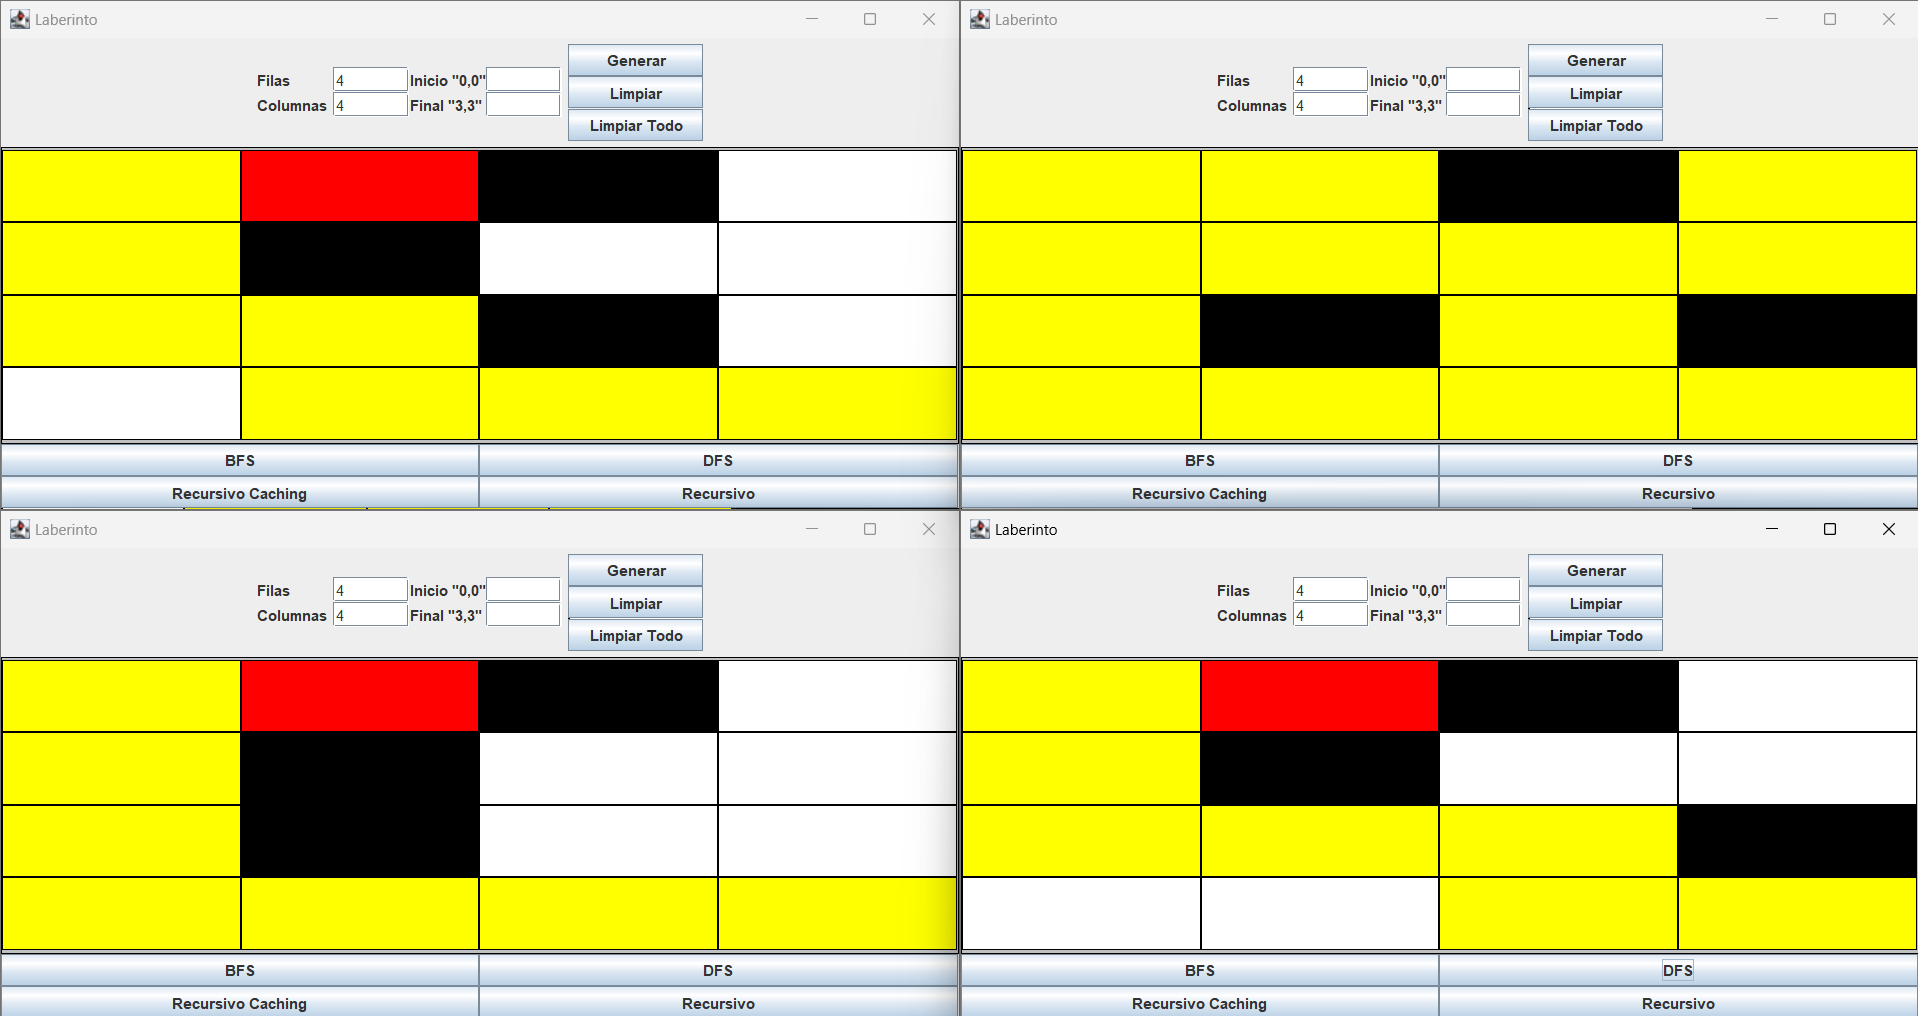 Laberinto
Filas 4 Inicio "0,0"
Columnas 4 Final "3,3"
Generar
Limpiar
Limpiar Todo
BFS DFS
Recursivo Caching Recursivo
Laberinto
Filas 4 Inicio "0,0"
Columnas 4 Final "3,3"
Generar
Limpiar
Limpiar Todo
BFS DFS
Recursivo Caching Recursivo
Laberinto
Filas 4 Inicio "0,0"
Columnas 4 Final "3,3"
Generar
Limpiar
Limpiar Todo
BFS DFS
Recursivo Caching Recursivo
Laberinto
Filas 4 Inicio "0,0"
Columnas 4 Final "3,3"
Generar
Limpiar
Limpiar Todo
BFS DFS
Recursivo Caching Recursivo